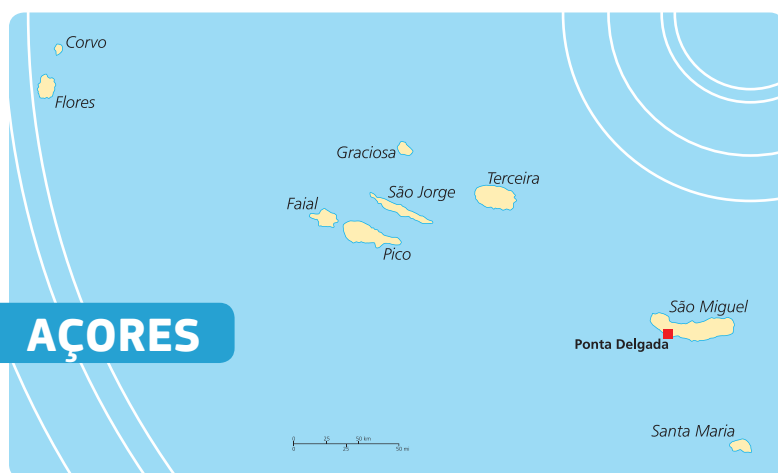 Corvo
Flores
Graciosa
Terceira
São Jorge
Faial
Pico
São Miguel
AÇORES
Ponta Delgada
Santa Maria
0 25 50 km
0 25 50 mi